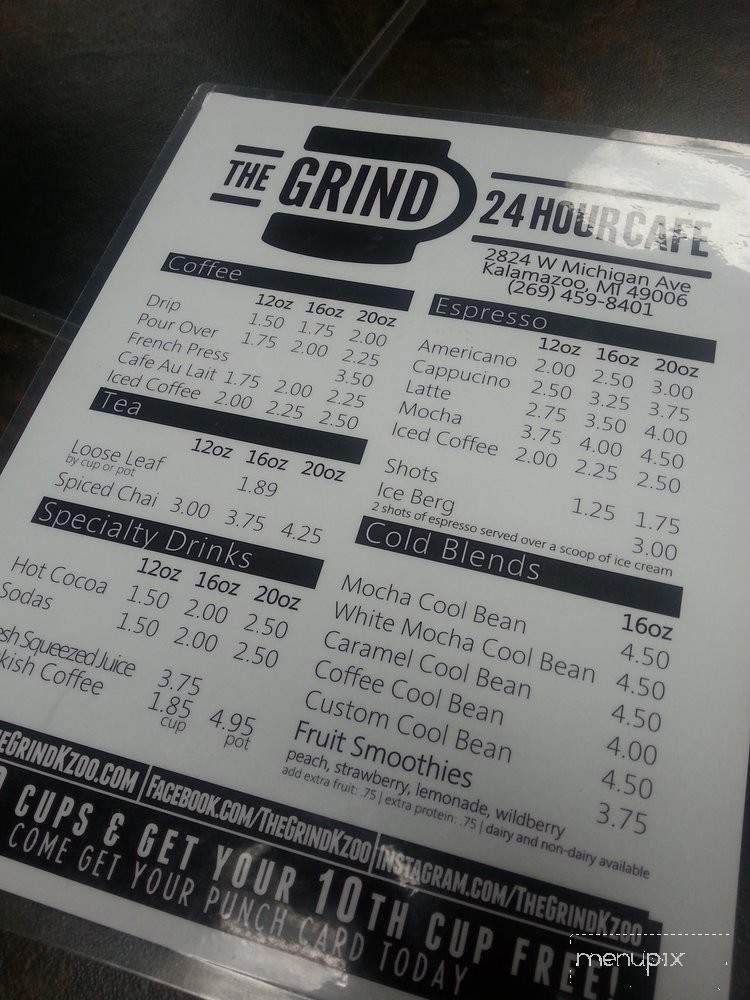 THE GRIND
24 HOUR CAFE
2824 W Michigan Ave
Kalamazoo, MI 49006
(269) 459-8401
Coffee
12oz 16oz 20oz
Drip 1.50 1.75 2.00
Pour Over 1.75 2.00 2.25
French Press 3.50
Cafe Au Lait 1.75 2.00 2.25
Iced Coffee 2.00 2.25 2.50
Tea
12oz 16oz 20oz
Loose Leaf 1.89
by cup or pot
Spiced Chai 3.00 3.75 4.25
Specialty Drinks
12oz 16oz 20oz
Hot Cocoa 1.50 2.00 2.50
Sodas 1.50 2.00 2.50
sh Squeezed Juice 3.75
kish Coffee 1.85 4.95
cup pot
Espresso
12oz 16oz 20oz
Americano 2.00 2.50 3.00
Cappucino 2.50 3.25 3.75
Latte 2.75 3.50 4.00
Mocha 3.75 4.00 4.50
Iced Coffee 2.00 2.25 2.50
Shots 1.25 1.75
Ice Berg 3.00
2 shots of espresso served over a scoop of ice cream
Cold Blends
16oz
Mocha Cool Bean 4.50
White Mocha Cool Bean 4.50
Caramel Cool Bean 4.50
Coffee Cool Bean 4.00
Custom Cool Bean 4.50
Fruit Smoothies 3.75
peach, strawberry, lemonade, wildberry
add extra fruit: .75 | extra protein: .75 | dairy and non-dairy available
EGRINDKZOO.COM | FACEBOOK.COM/THEGRINDKZOO | INSTAGRAM.COM/THEGRINDKZOO
CUPS & GET YOUR 10TH CUP FREE!
COME GET YOUR PUNCH CARD TODAY
menupix